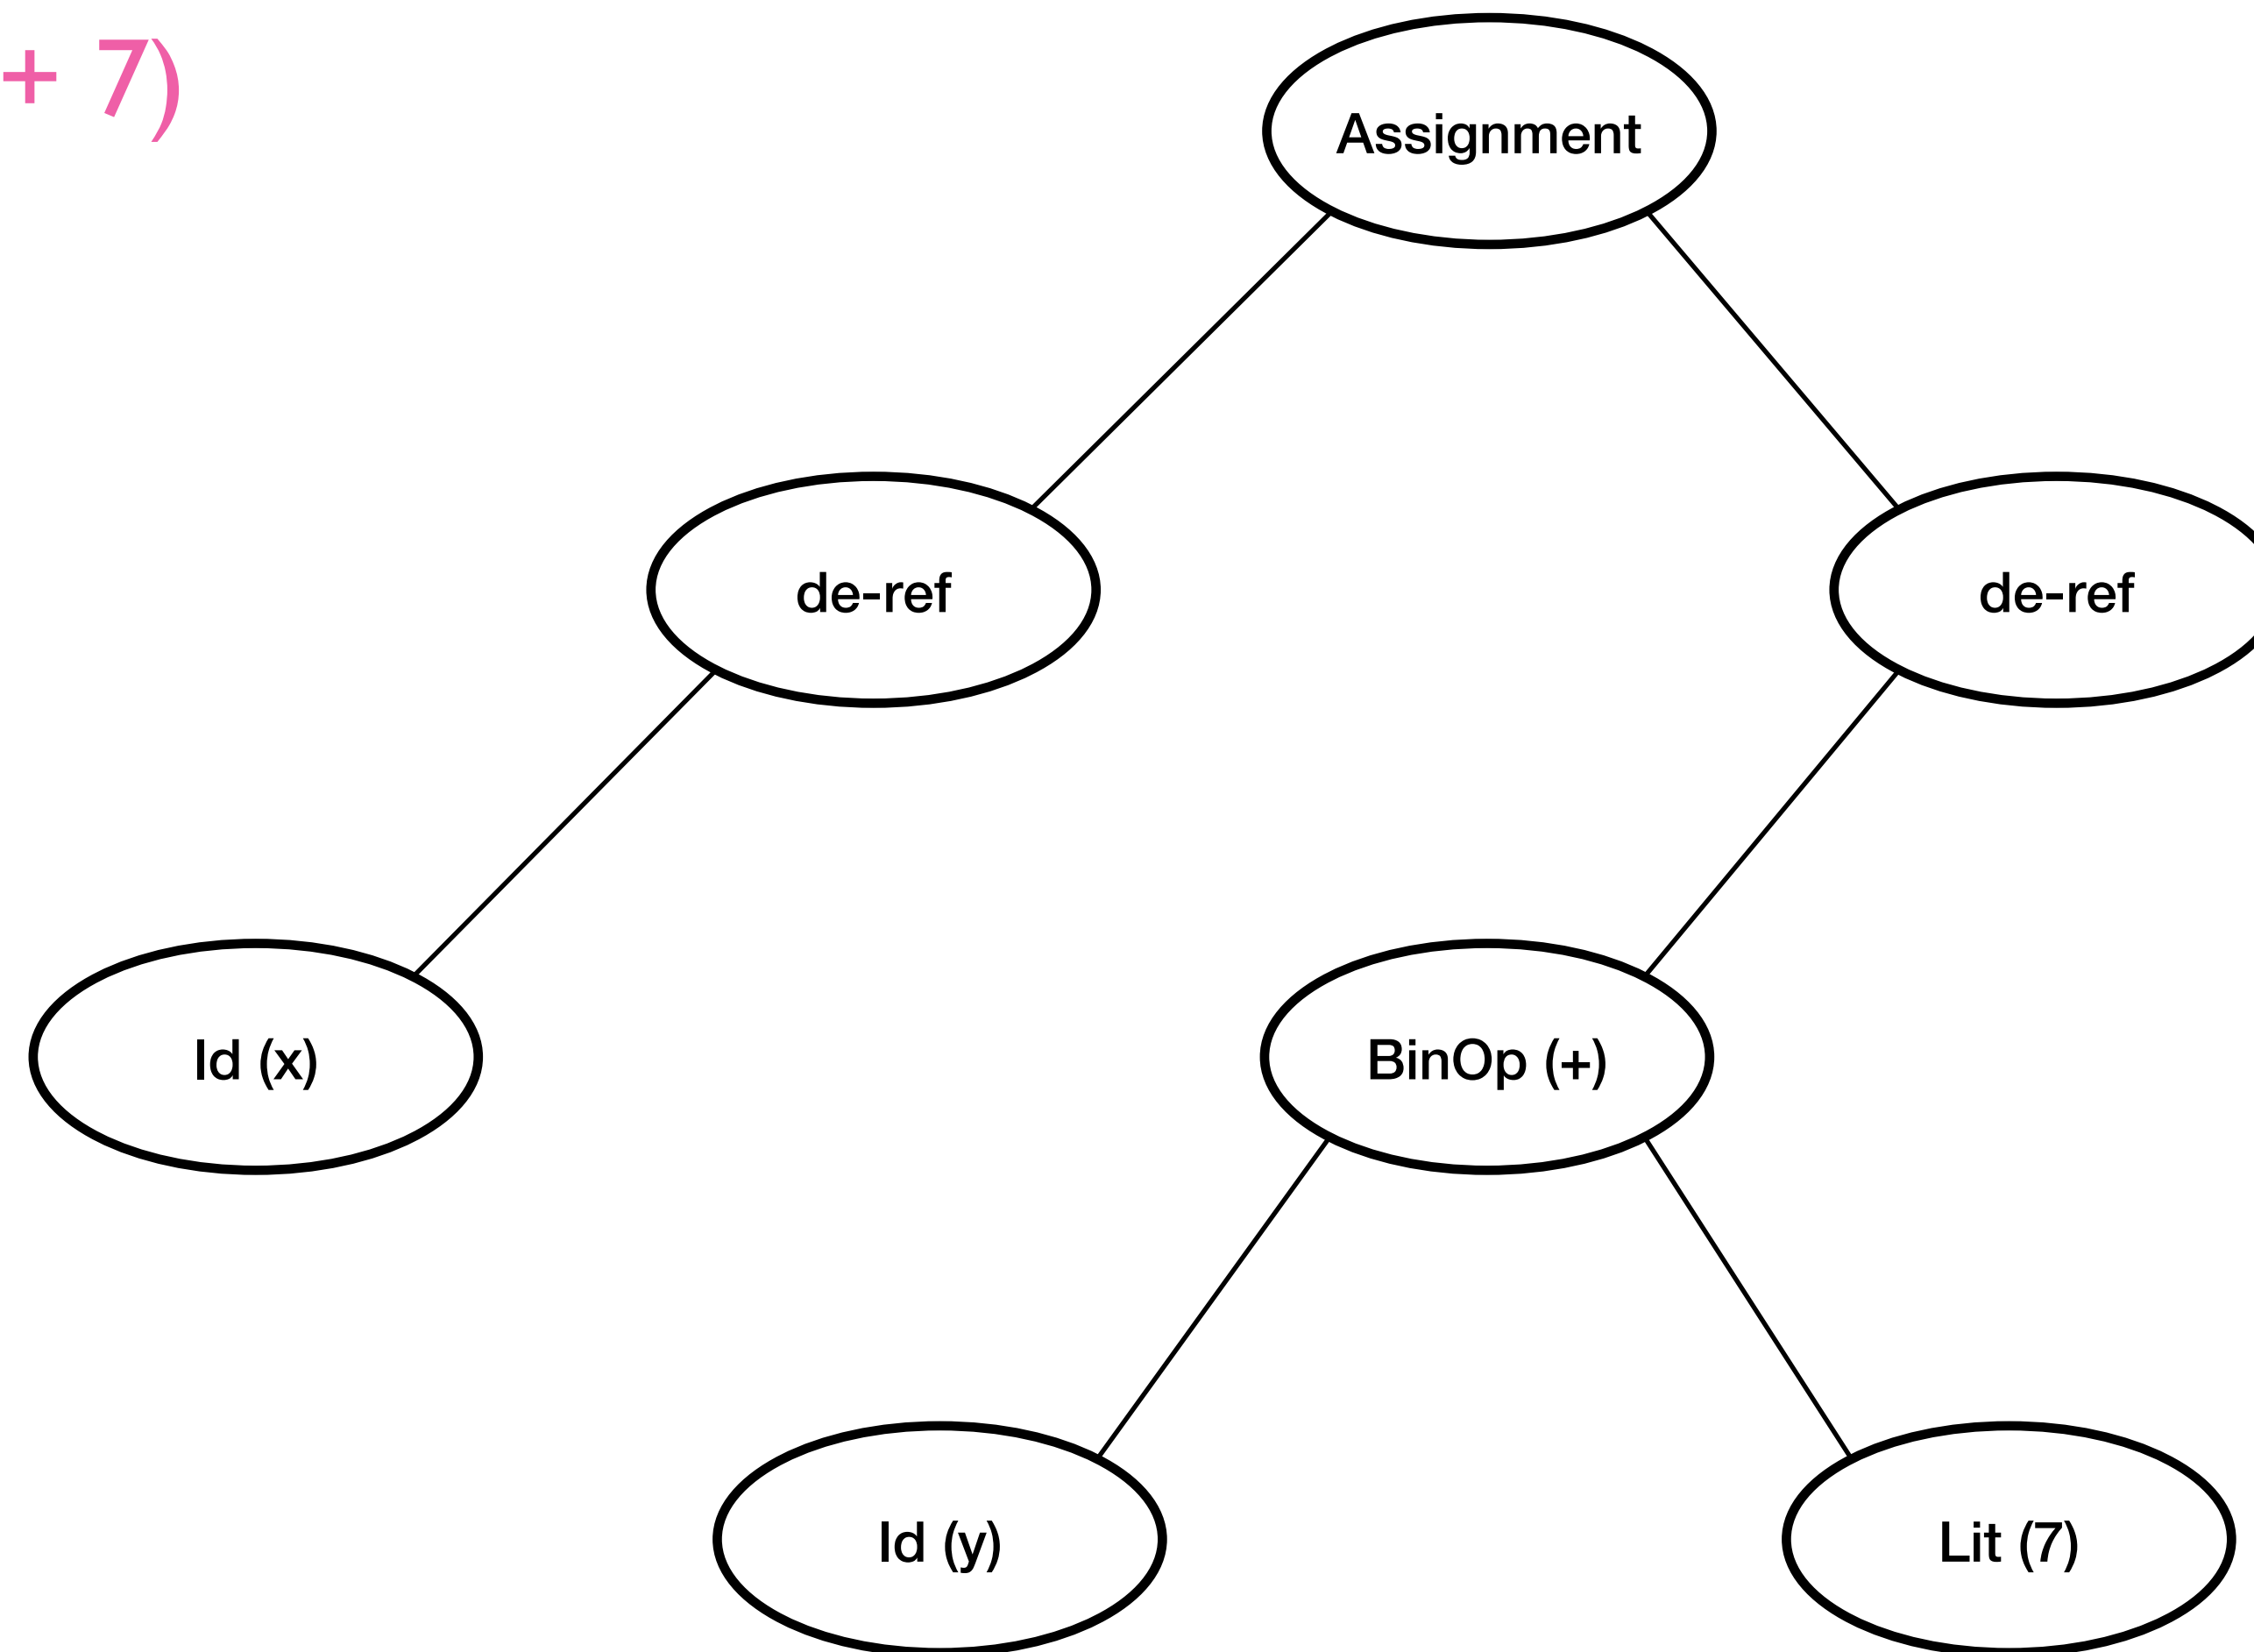 + 7)
Assignment
de-ref
de-ref
Id (x)
BinOp (+)
Id (y)
Lit (7)